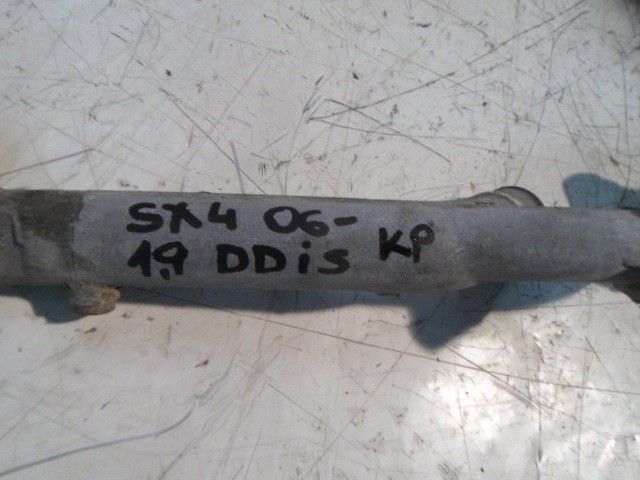 SX4 06-
1,9 DDiS KP